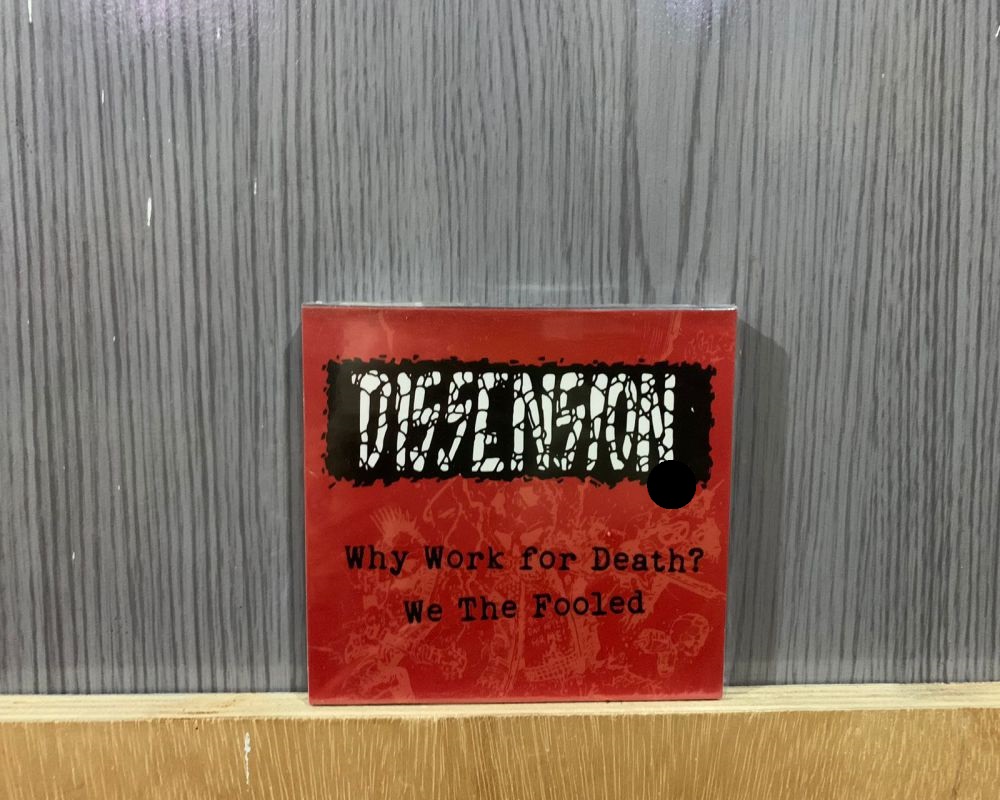 DISSENSION
Why Work for Death?
We The Fooled